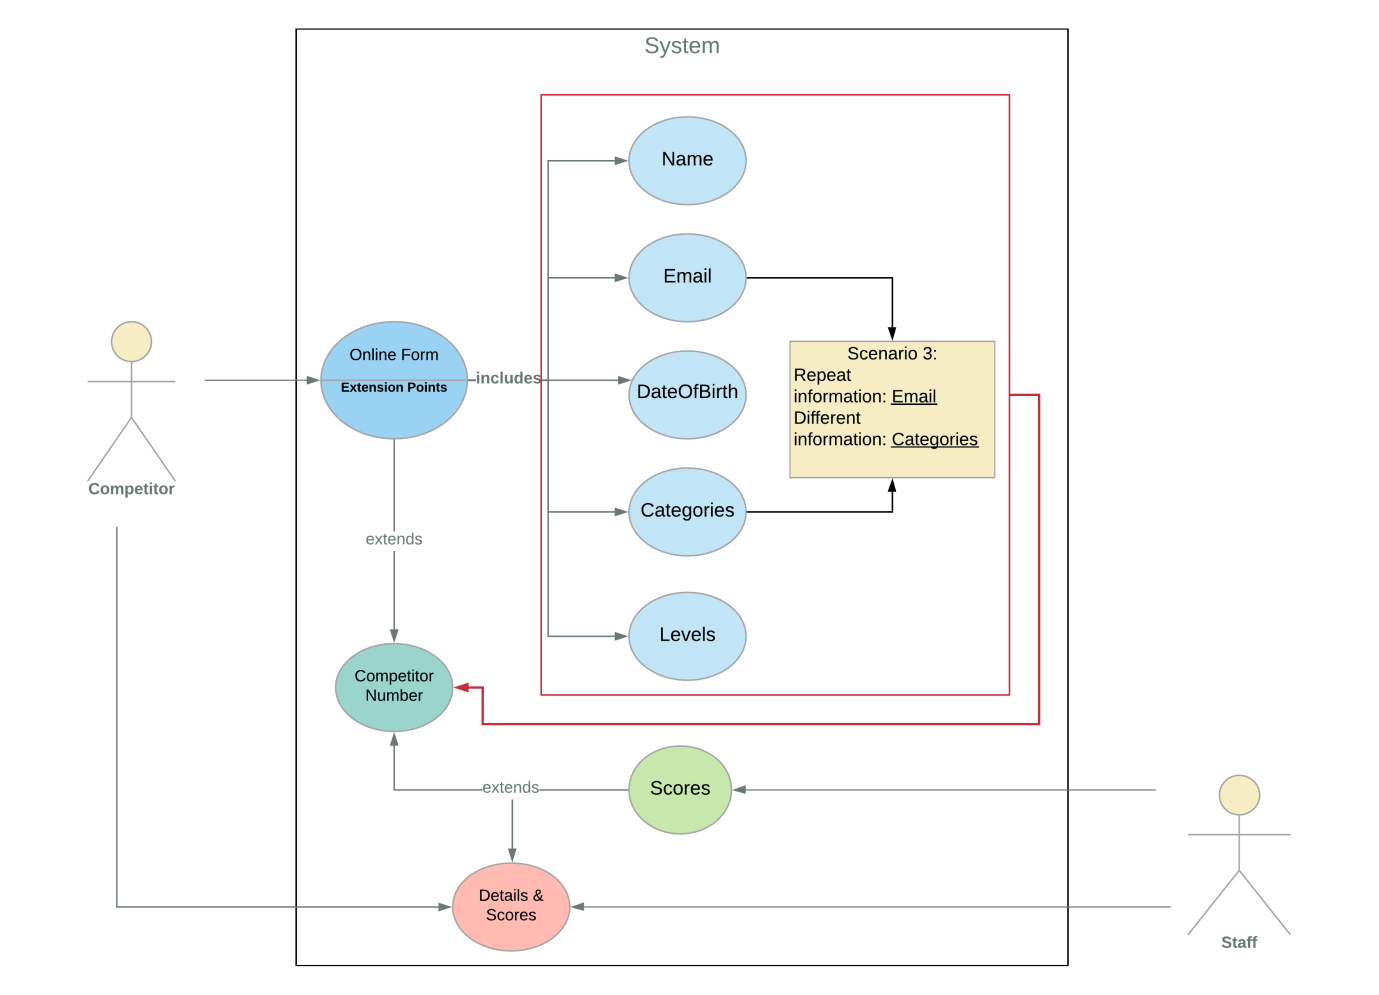 System
Name
Email
Scenario 3:
Repeat
information: Email
Different
information: Categories
Online Form
Extension Points
includes
DateOfBirth
Competitor
Categories
extends
Levels
Competitor
Number
extends
Scores
Details &
Scores
Staff